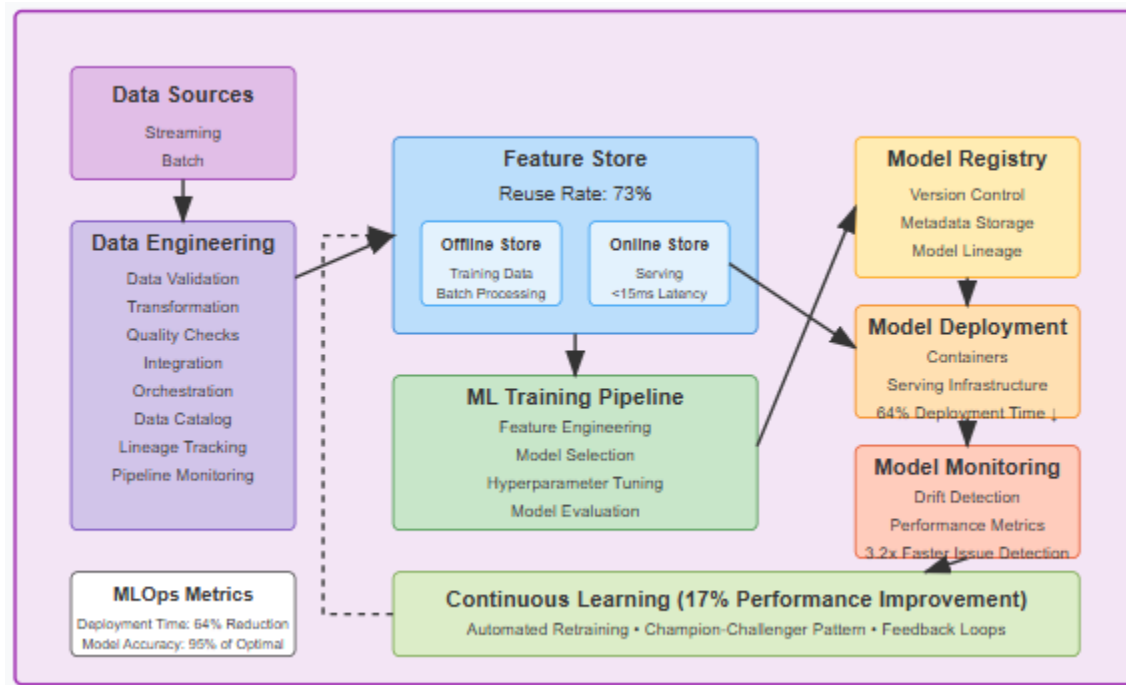 Data Sources
Streaming
Batch
Data Engineering
Data Validation
Transformation
Quality Checks
Integration
Orchestration
Data Catalog
Lineage Tracking
Pipeline Monitoring
MLOps Metrics
Deployment Time: 64% Reduction
Model Accuracy: 95% of Optimal
Feature Store
Reuse Rate: 73%
Offline Store
Training Data
Batch Processing
Online Store
Serving
<15ms Latency
ML Training Pipeline
Feature Engineering
Model Selection
Hyperparameter Tuning
Model Evaluation
Model Registry
Version Control
Metadata Storage
Model Lineage
Model Deployment
Containers
Serving Infrastructure
64% Deployment Time ↓
Model Monitoring
Drift Detection
Performance Metrics
3.2x Faster Issue Detection
Continuous Learning (17% Performance Improvement)
Automated Retraining • Champion-Challenger Pattern • Feedback Loops